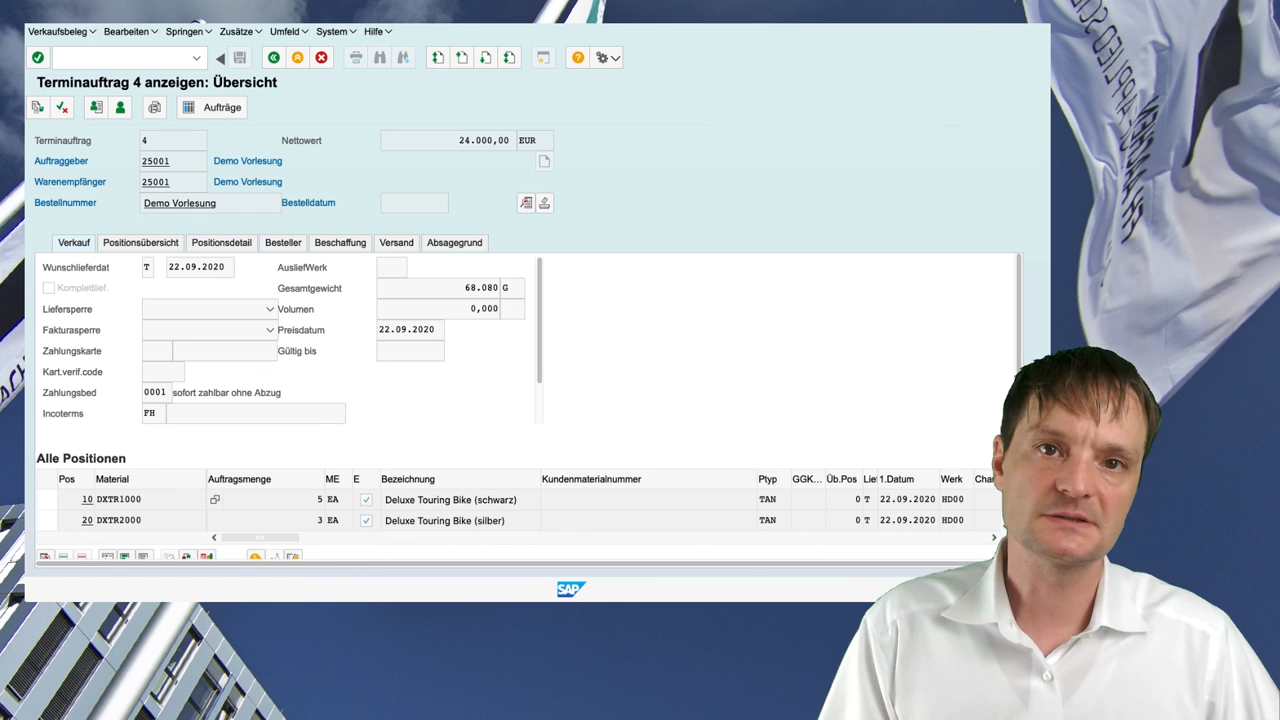 Verkaufsbeleg Bearbeiten Springen Zusätze Umfeld System Hilfe
Terminauftrag 4 anzeigen: Übersicht
Aufträge
Terminauftrag 4 Nettowert 24.000,00 EUR
Auftraggeber 25001 Demo Vorlesung
Warenempfänger 25001 Demo Vorlesung
Bestellnummer Demo Vorlesung Bestelldatum
Verkauf Positionsübersicht Positionsdetail Besteller Beschaffung Versand Absagegrund
Wunschlieferdat T 22.09.2020 AusliefWerk
Komplettlief. Gesamtgewicht 68.080 G
Liefersperre Volumen 0,000
Fakturasperre Preisdatum 22.09.2020
Zahlungskarte Gültig bis
Kart.verif.code
Zahlungsbed 0001 sofort zahlbar ohne Abzug
Incoterms FH
Alle Positionen
Pos Material Auftragsmenge ME E Bezeichnung Kundenmaterialnummer Ptyp GGK... Üb.Pos Lief 1.Datum Werk Char
10 DXTR1000 5 EA Deluxe Touring Bike (schwarz) TAN 0 T 22.09.2020 HD00
20 DXTR2000 3 EA Deluxe Touring Bike (silber) TAN 0 T 22.09.2020 HD00
SAP